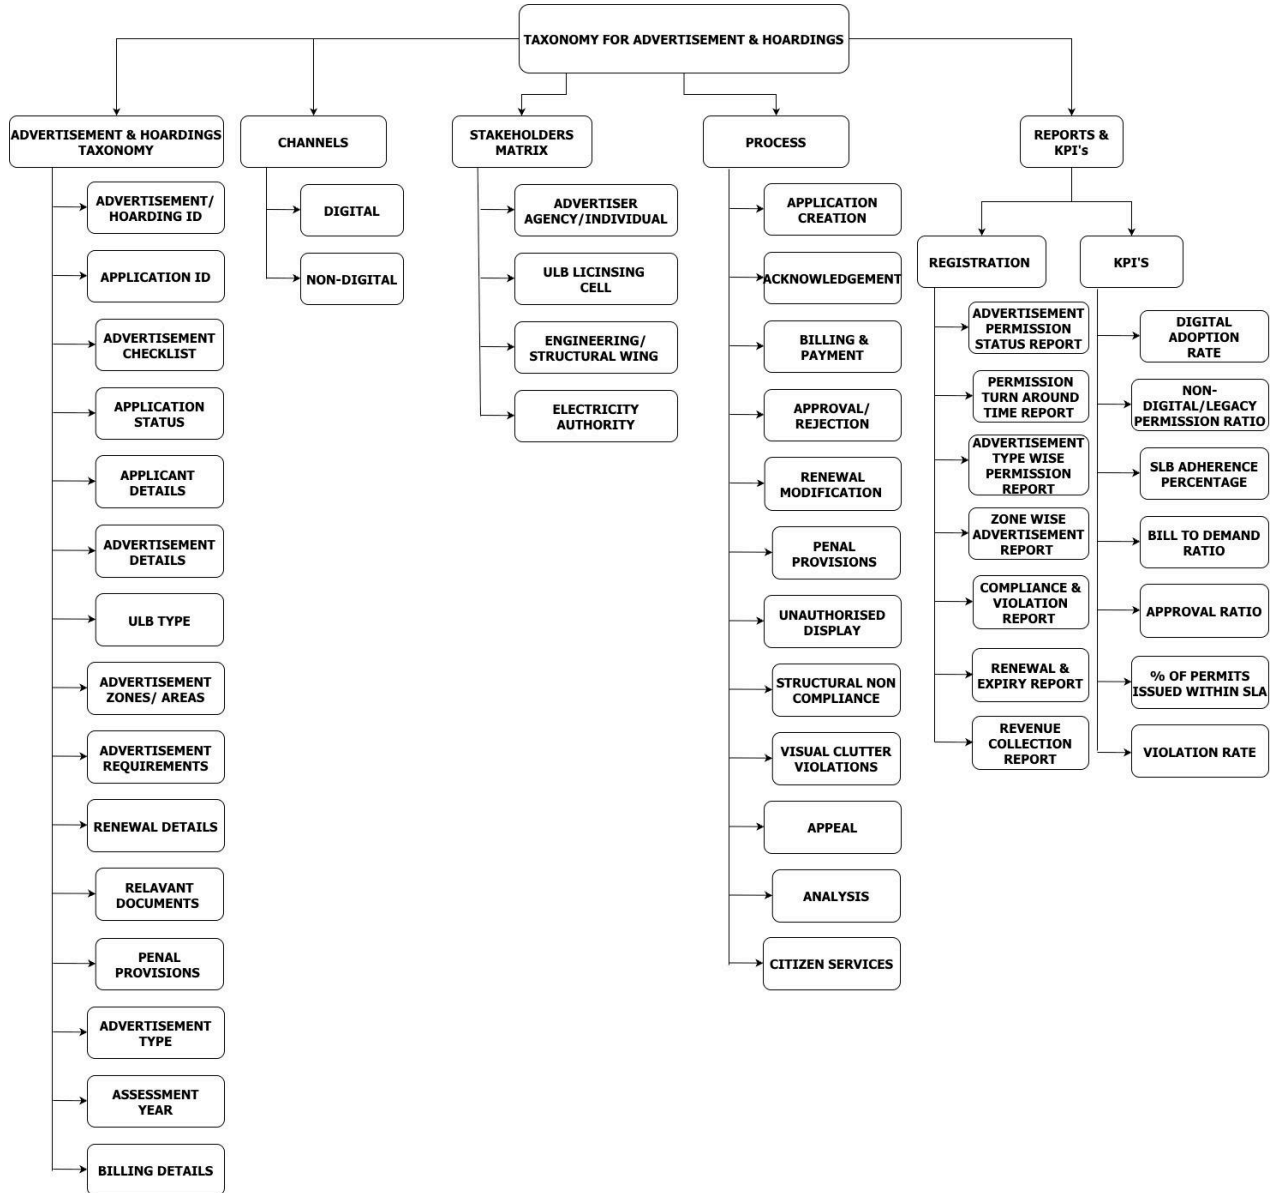 TAXONOMY FOR ADVERTISEMENT & HOARDINGS
ADVERTISEMENT & HOARDINGS
TAXONOMY
ADVERTISEMENT/
HOARDING ID
APPLICATION ID
ADVERTISEMENT
CHECKLIST
APPLICATION
STATUS
APPLICANT
DETAILS
ADVERTISEMENT
DETAILS
ULB TYPE
ADVERTISEMENT
ZONES/ AREAS
ADVERTISEMENT
REQUIREMENTS
RENEWAL DETAILS
RELAVANT
DOCUMENTS
PENAL
PROVISIONS
ADVERTISEMENT
TYPE
ASSESSMENT
YEAR
BILLING DETAILS
CHANNELS
DIGITAL
NON-DIGITAL
STAKEHOLDERS
MATRIX
ADVERTISER
AGENCY/INDIVIDUAL
ULB LICINSING
CELL
ENGINEERING/
STRUCTURAL WING
ELECTRICITY
AUTHORITY
PROCESS
APPLICATION
CREATION
ACKNOWLEDGEMENT
BILLING &
PAYMENT
APPROVAL/
REJECTION
RENEWAL
MODIFICATION
PENAL
PROVISIONS
UNAUTHORISED
DISPLAY
STRUCTURAL NON
COMPLIANCE
VISUAL CLUTTER
VIOLATIONS
APPEAL
ANALYSIS
CITIZEN SERVICES
REPORTS &
KPI's
REGISTRATION
ADVERTISEMENT
PERMISSION
STATUS REPORT
PERMISSION
TURN AROUND
TIME REPORT
ADVERTISEMENT
TYPE WISE
PERMISSION
REPORT
ZONE WISE
ADVERTISEMENT
REPORT
COMPLIANCE &
VIOLATION
REPORT
RENEWAL &
EXPIRY REPORT
REVENUE
COLLECTION
REPORT
KPI'S
DIGITAL
ADOPTION
RATE
NON-
DIGITAL/LEGACY
PERMISSION RATIO
SLB ADHERENCE
PERCENTAGE
BILL TO DEMAND
RATIO
APPROVAL RATIO
% OF PERMITS
ISSUED WITHIN SLA
VIOLATION RATE